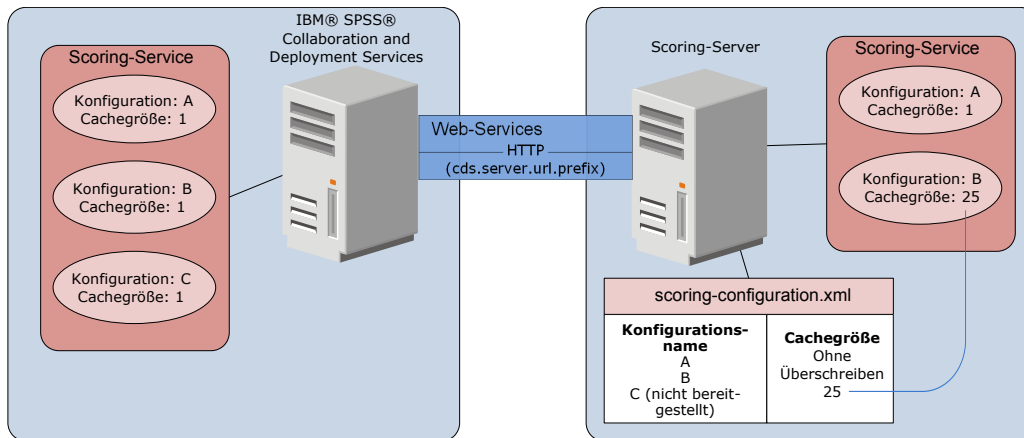 Scoring-Service
Konfiguration: A
Cachegröße: 1
Konfiguration: B
Cachegröße: 1
Konfiguration: C
Cachegröße: 1
IBM® SPSS®
Collaboration and
Deployment Services
Web-Services
HTTP
(cds.server.url.prefix)
Scoring-Server
Scoring-Service
Konfiguration: A
Cachegröße: 1
Konfiguration: B
Cachegröße: 25
scoring-configuration.xml
Konfigurations-
name
A
B
C (nicht bereit-
gestellt)
Cachegröße
Ohne
Überschreiben
25